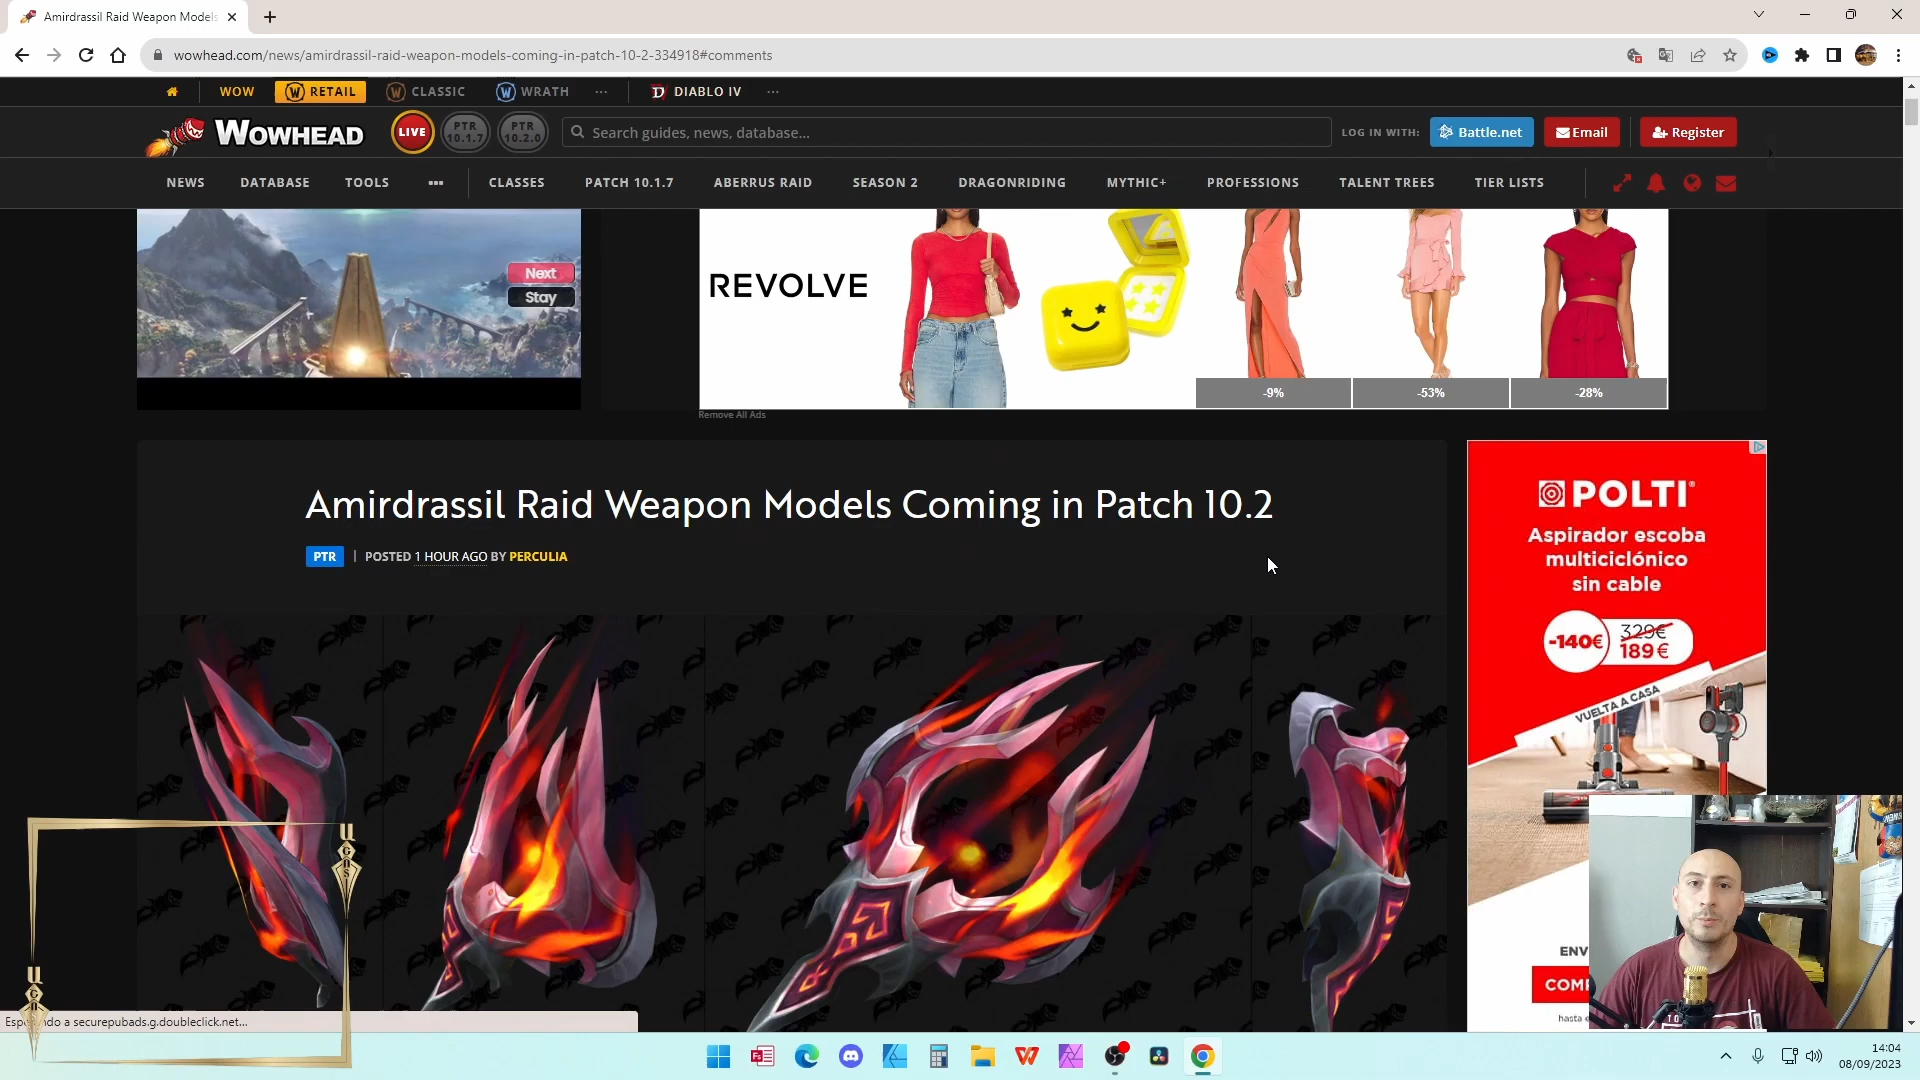 Amirdrassil Raid Weapon Models
wowhead.com/news/amirdrassil-raid-weapon-models-coming-in-patch-10-2-334918#comments
WOW RETAIL CLASSIC WRATH ... DIABLO IV ...
WOWHEAD LIVE PTR 10.1.7 PTR 10.2.0 Search guides, news, database... LOG IN WITH: Battle.net Email Register
NEWS DATABASE TOOLS ... CLASSES PATCH 10.1.7 ABERRUS RAID SEASON 2 DRAGONRIDING MYTHIC+ PROFESSIONS TALENT TREES TIER LISTS
Next
Stay
REVOLVE
-9% -53% -28%
Remove All Ads
Amirdrassil Raid Weapon Models Coming in Patch 10.2
PTR | POSTED 1 HOUR AGO BY PERCULIA
POLTI
Aspirador escoba
multiciclónico
sin cable
-140€ 329€
189€
VUELTA A CASA
ENV
COM
hasta
securepubads.g.doubleclick.net...
14:04
08/09/2023